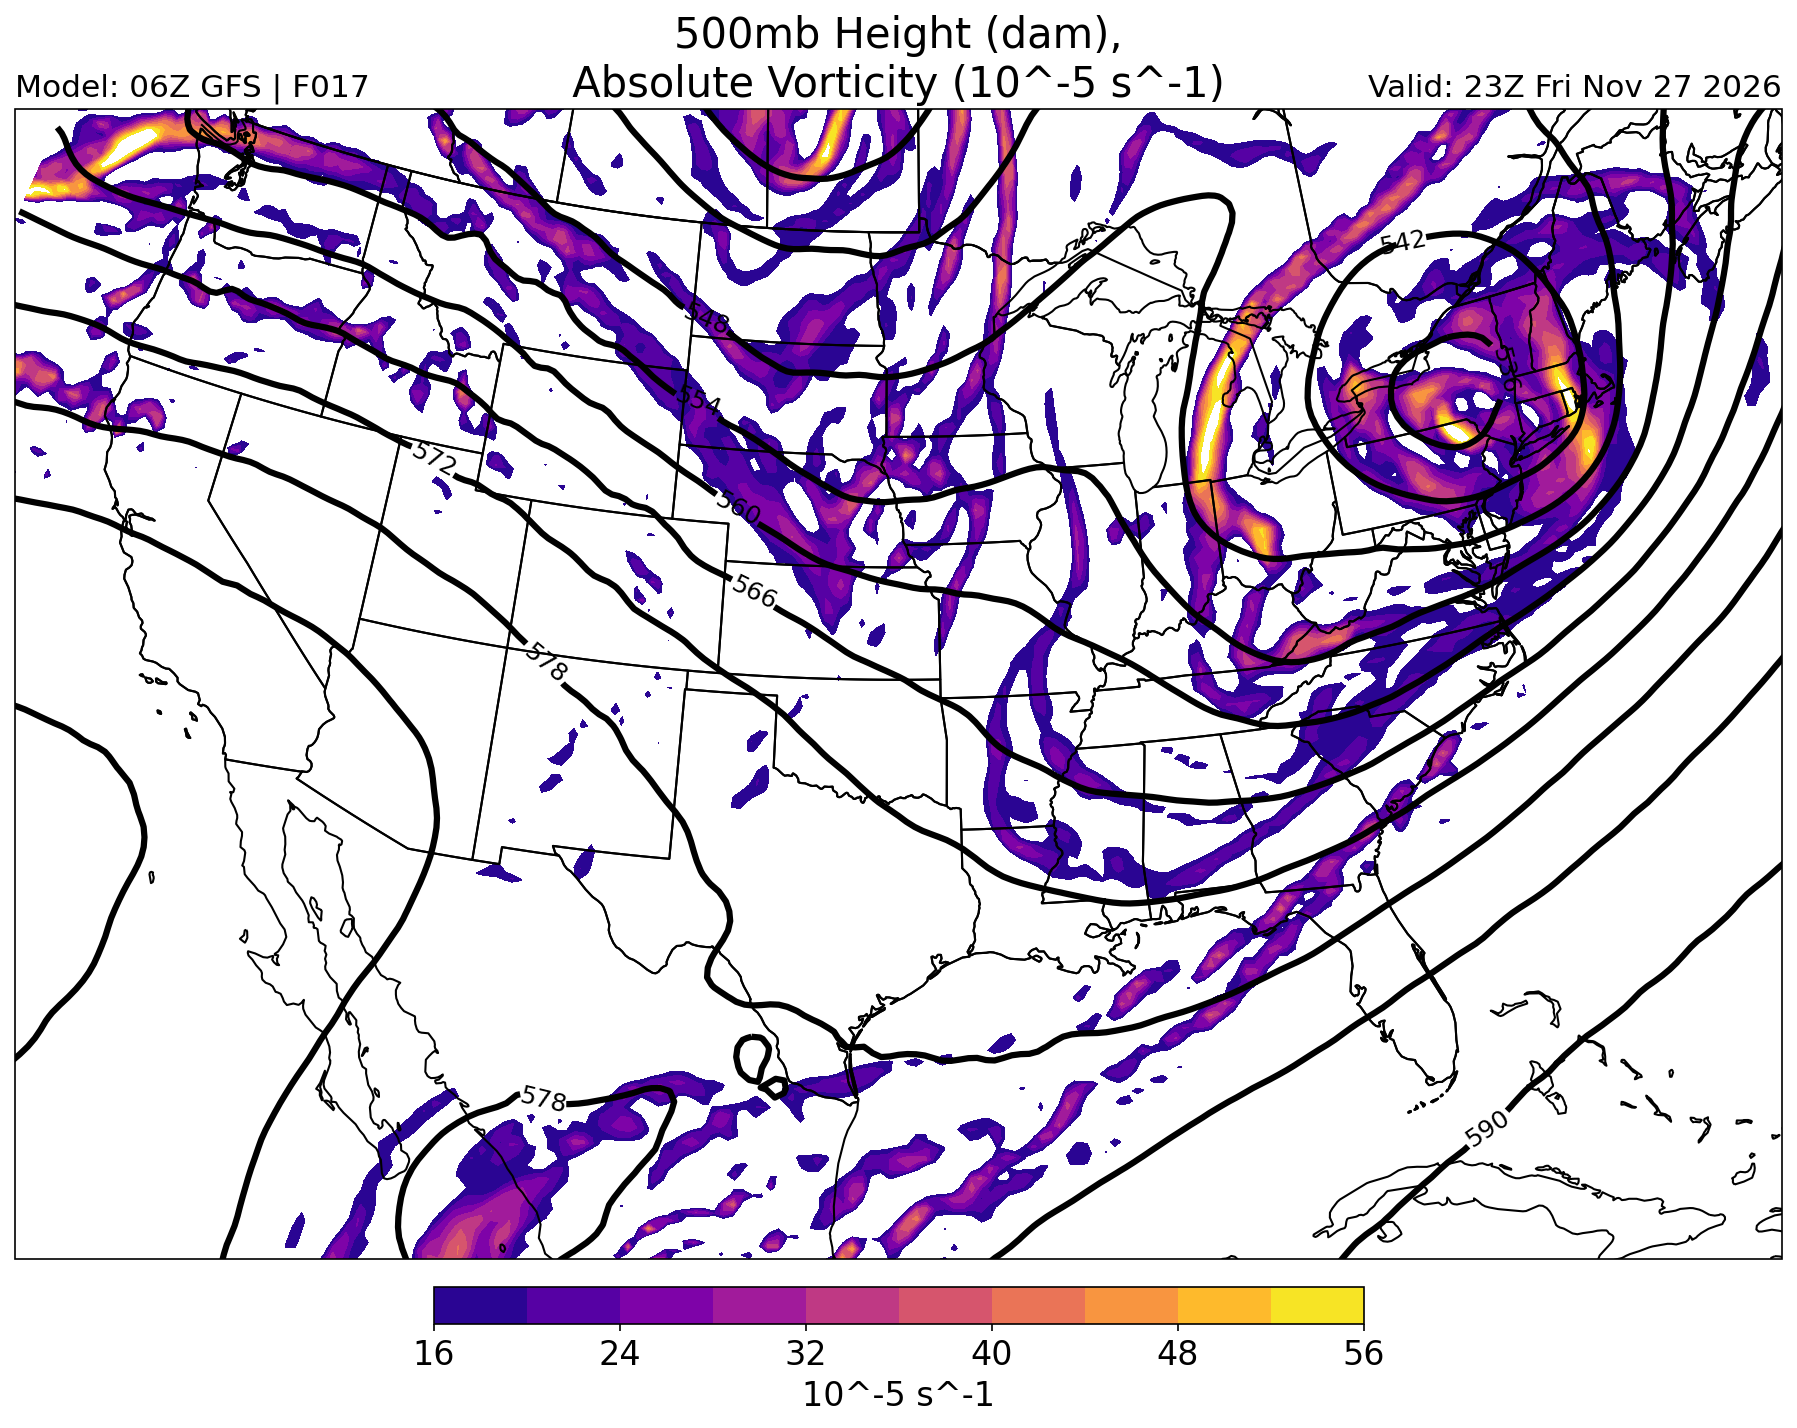 500mb Height (dam),
Absolute Vorticity (10^-5 s^-1)
Model: 06Z GFS | F017
Valid: 23Z Fri Nov 27 2026
542
536
548
554
572
560
566
578
578
590
16 24 32 40 48 56
10^-5 s^-1